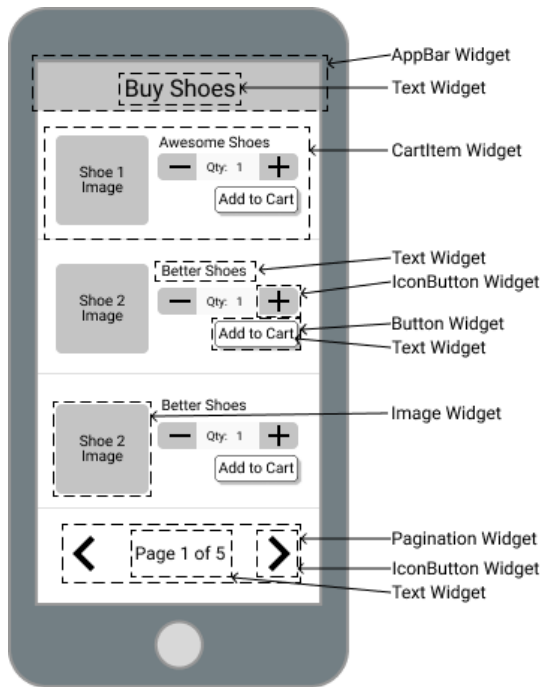 AppBar Widget
Buy Shoes
Text Widget
Awesome Shoes
CartItem Widget
Shoe 1
Image
Qty: 1
Add to Cart
Text Widget
Better Shoes
IconButton Widget
Shoe 2
Image
Qty: 1
Button Widget
Add to Cart
Text Widget
Better Shoes
Image Widget
Shoe 2
Image
Qty: 1
Add to Cart
Pagination Widget
Page 1 of 5
IconButton Widget
Text Widget